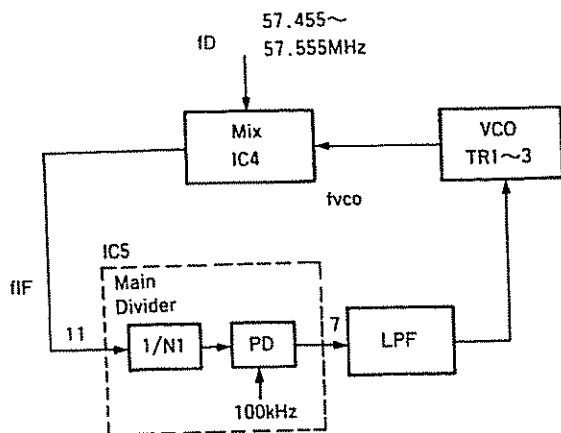 57.455～
fD
57.555MHz
Mix
IC4
VCO
TR1～3
fvco
IC5
Main
Divider
fIF
11
1/N1
PD
7
LPF
100kHz